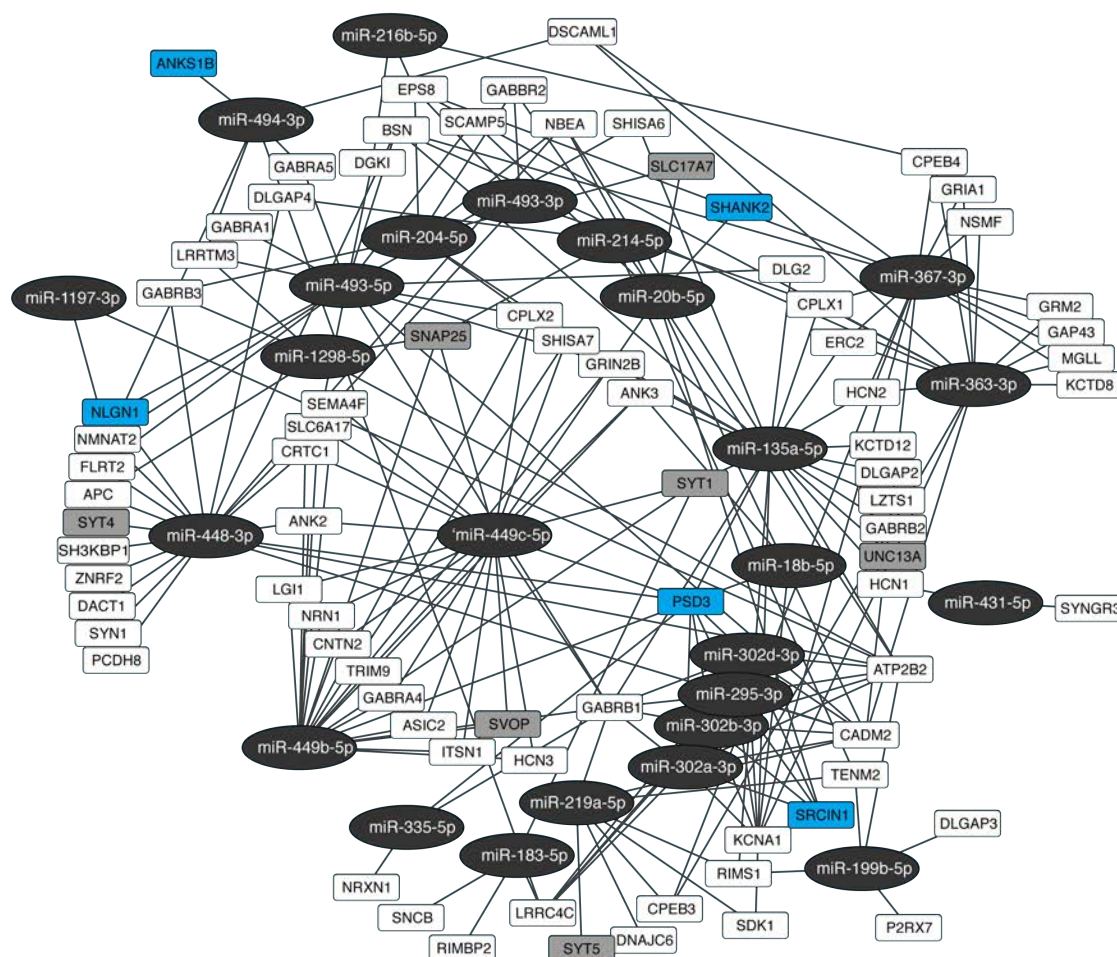 DSCAML1
miR-216b-5p
ANKS1B
EPS8
GABBR2
miR-494-3p
SCAMP5
NBEA
SHISA6
BSN
DGKI
GABRA5
SLC17A7
CPEB4
DLGAP4
miR-493-3p
GRIA1
SHANK2
NSMF
GABRA1
miR-204-5p
miR-214-5p
LRRTM3
DLG2
miR-367-3p
miR-1197-3p
GABRB3
miR-493-5p
miR-20b-5p
CPLX1
GRM2
CPLX2
SNAP25
SHISA7
GAP43
ERC2
miR-1298-5p
GRIN2B
MGLL
miR-363-3p
KCTD8
ANK3
HCN2
NLGN1
SEMA4F
NMNAT2
SLC6A17
miR-135a-5p
KCTD12
CRTC1
FLRT2
DLGAP2
SYT1
APC
LZTS1
SYT4
ANK2
GABRB2
miR-448-3p
'miR-449c-5p
SH3KBP1
UNC13A
miR-18b-5p
ZNRF2
LGI1
HCN1
PSD3
miR-431-5p
DACT1
NRN1
SYNGR3
SYN1
CNTN2
miR-302d-3p
PCDH8
TRIM9
ATP2B2
GABRA4
miR-295-3p
GABRB1
ASIC2
SVOP
miR-302b-3p
CADM2
miR-449b-5p
ITSN1
HCN3
miR-302a-3p
TENM2
miR-219a-5p
SRCIN1
miR-335-5p
KCNA1
DLGAP3
miR-183-5p
RIMS1
miR-199b-5p
NRXN1
SNCB
LRRC4C
CPEB3
SDK1
P2RX7
RIMBP2
SYT5
DNAJC6